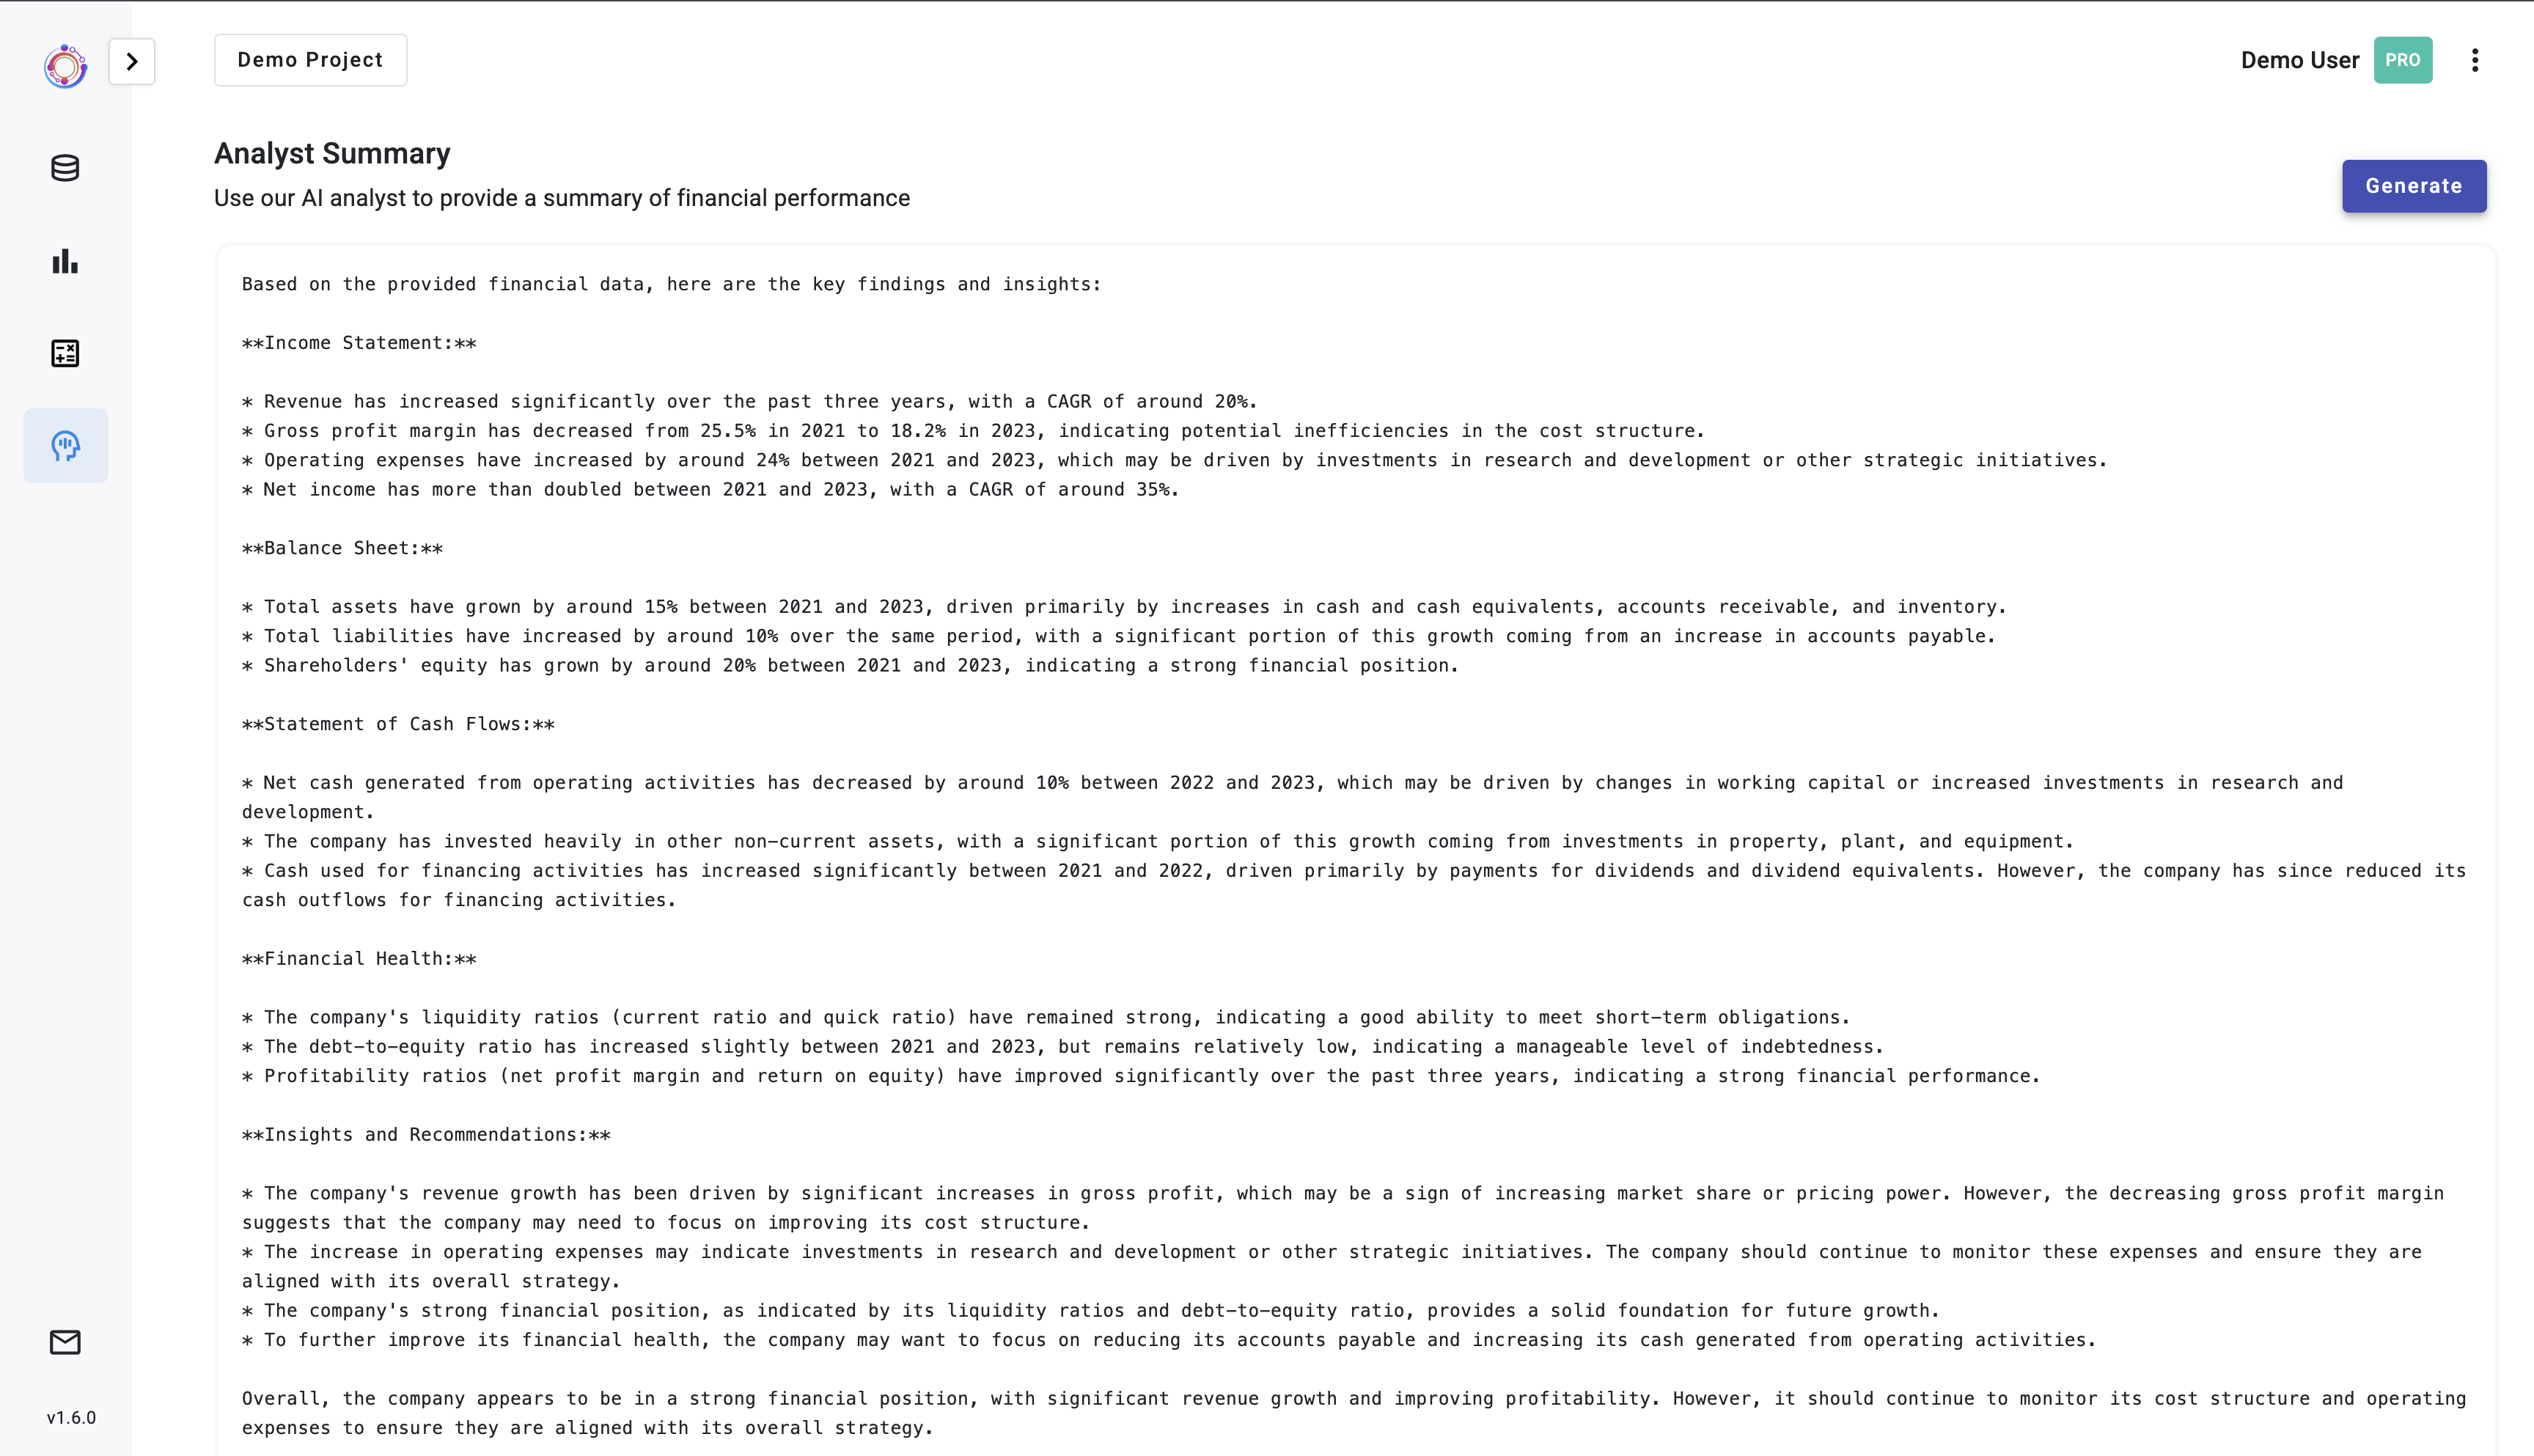 Demo Project
Demo User
PRO
Analyst Summary
Use our AI analyst to provide a summary of financial performance
Generate
Based on the provided financial data, here are the key findings and insights:
**Income Statement:**
* Revenue has increased significantly over the past three years, with a CAGR of around 20%.
* Gross profit margin has decreased from 25.5% in 2021 to 18.2% in 2023, indicating potential inefficiencies in the cost structure.
* Operating expenses have increased by around 24% between 2021 and 2023, which may be driven by investments in research and development or other strategic initiatives.
* Net income has more than doubled between 2021 and 2023, with a CAGR of around 35%.
**Balance Sheet:**
* Total assets have grown by around 15% between 2021 and 2023, driven primarily by increases in cash and cash equivalents, accounts receivable, and inventory.
* Total liabilities have increased by around 10% over the same period, with a significant portion of this growth coming from an increase in accounts payable.
* Shareholders' equity has grown by around 20% between 2021 and 2023, indicating a strong financial position.
**Statement of Cash Flows:**
* Net cash generated from operating activities has decreased by around 10% between 2022 and 2023, which may be driven by changes in working capital or increased investments in research and
development.
* The company has invested heavily in other non-current assets, with a significant portion of this growth coming from investments in property, plant, and equipment.
* Cash used for financing activities has increased significantly between 2021 and 2022, driven primarily by payments for dividends and dividend equivalents. However, the company has since reduced its
cash outflows for financing activities.
**Financial Health:**
* The company's liquidity ratios (current ratio and quick ratio) have remained strong, indicating a good ability to meet short-term obligations.
* The debt-to-equity ratio has increased slightly between 2021 and 2023, but remains relatively low, indicating a manageable level of indebtedness.
* Profitability ratios (net profit margin and return on equity) have improved significantly over the past three years, indicating a strong financial performance.
**Insights and Recommendations:**
* The company's revenue growth has been driven by significant increases in gross profit, which may be a sign of increasing market share or pricing power. However, the decreasing gross profit margin
suggests that the company may need to focus on improving its cost structure.
* The increase in operating expenses may indicate investments in research and development or other strategic initiatives. The company should continue to monitor these expenses and ensure they are
aligned with its overall strategy.
* The company's strong financial position, as indicated by its liquidity ratios and debt-to-equity ratio, provides a solid foundation for future growth.
* To further improve its financial health, the company may want to focus on reducing its accounts payable and increasing its cash generated from operating activities.
Overall, the company appears to be in a strong financial position, with significant revenue growth and improving profitability. However, it should continue to monitor its cost structure and operating
expenses to ensure they are aligned with its overall strategy.
v1.6.0